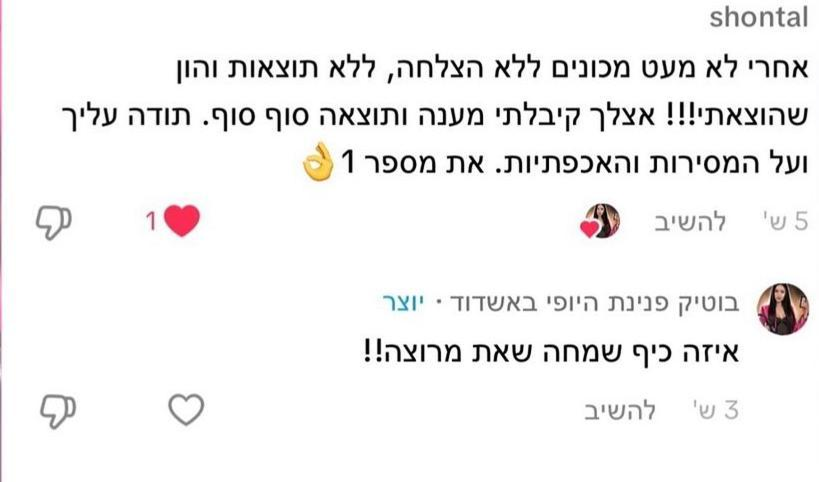 shontal
אחרי לא מעט מכונים ללא הצלחה, ללא תוצאות והון
שהוצאתי!!! אצלך קיבלתי מענה ותוצאה סוף סוף. תודה עליך
ועל המסירות והאכפתיות. את מספר 1👌
5 ש' להשיב 1
בוטיק פנינת היופי באשדוד · יוצר
איזה כיף שמחה שאת מרוצה!!
3 ש' להשיב